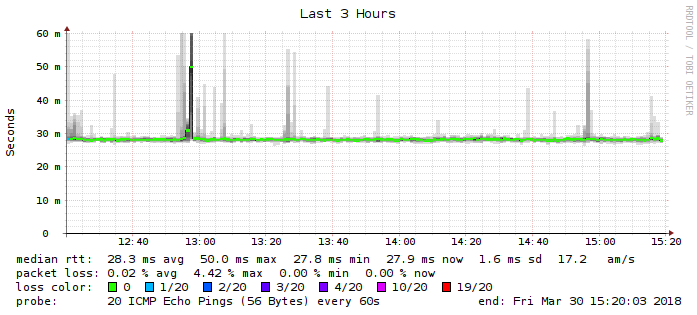 Last 3 Hours
RRDTOOL / TOBI OETIKER
Seconds
60 m
50 m
40 m
30 m
20 m
10 m
0
12:40 13:00 13:20 13:40 14:00 14:20 14:40 15:00 15:20
median rtt: 28.3 ms avg 50.0 ms max 27.8 ms min 27.9 ms now 1.6 ms sd 17.2 am/s
packet loss: 0.02 % avg 4.42 % max 0.00 % min 0.00 % now
loss color: 0 1/20 2/20 3/20 4/20 10/20 19/20
probe: 20 ICMP Echo Pings (56 Bytes) every 60s end: Fri Mar 30 15:20:03 2018